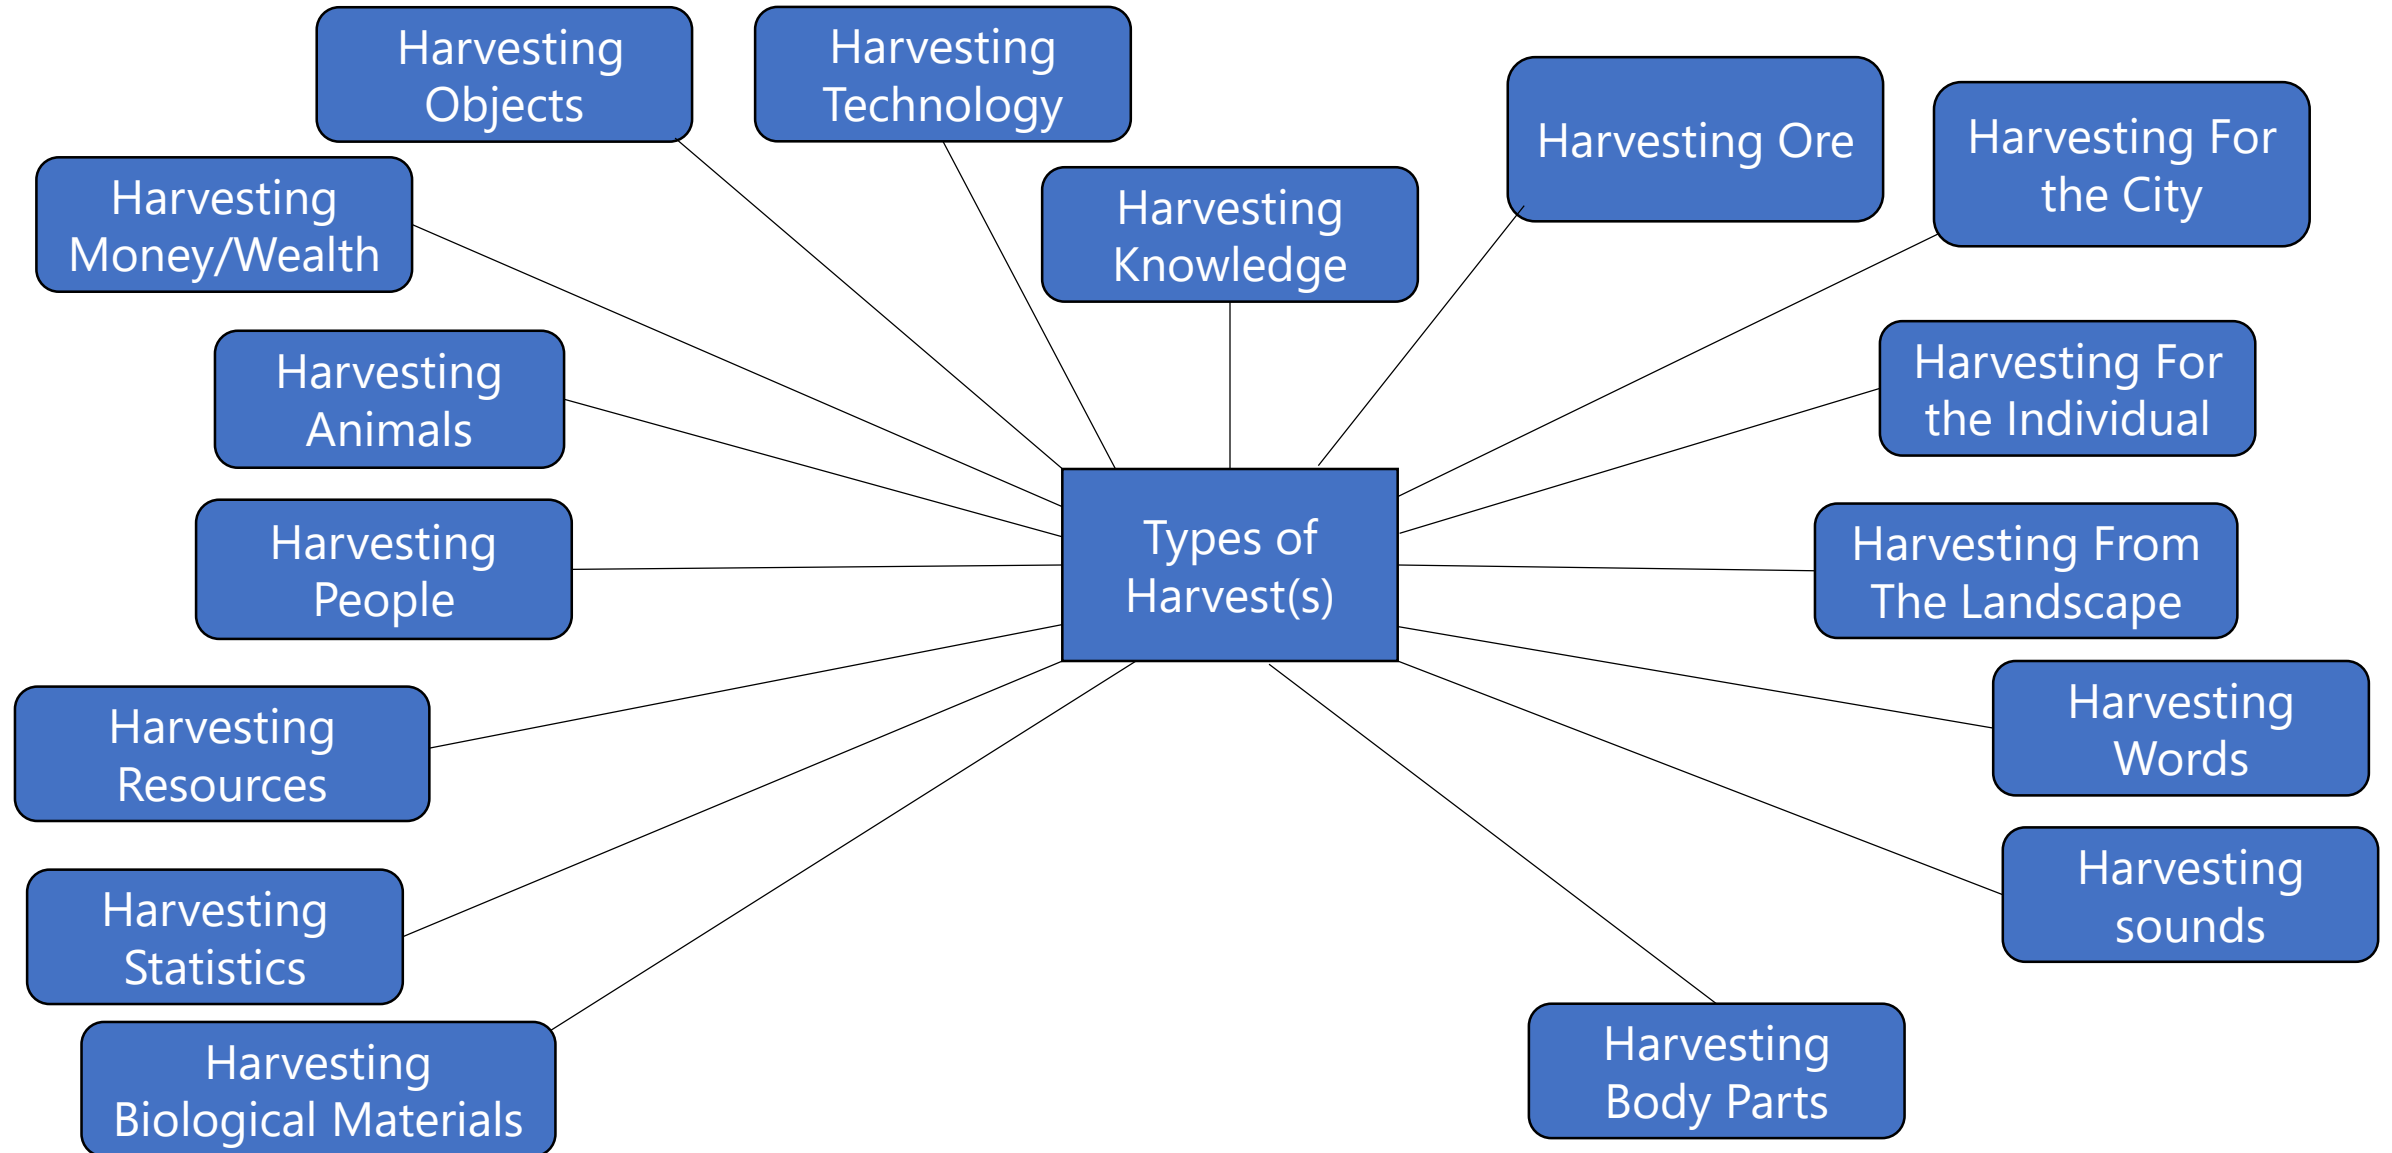 Harvesting
Objects
Harvesting
Technology
Harvesting Ore
Harvesting For
the City
Harvesting
Money/Wealth
Harvesting
Knowledge
Harvesting
Animals
Harvesting For
the Individual
Harvesting
People
Types of
Harvest(s)
Harvesting From
The Landscape
Harvesting
Resources
Harvesting
Words
Harvesting
Statistics
Harvesting
sounds
Harvesting
Biological Materials
Harvesting
Body Parts